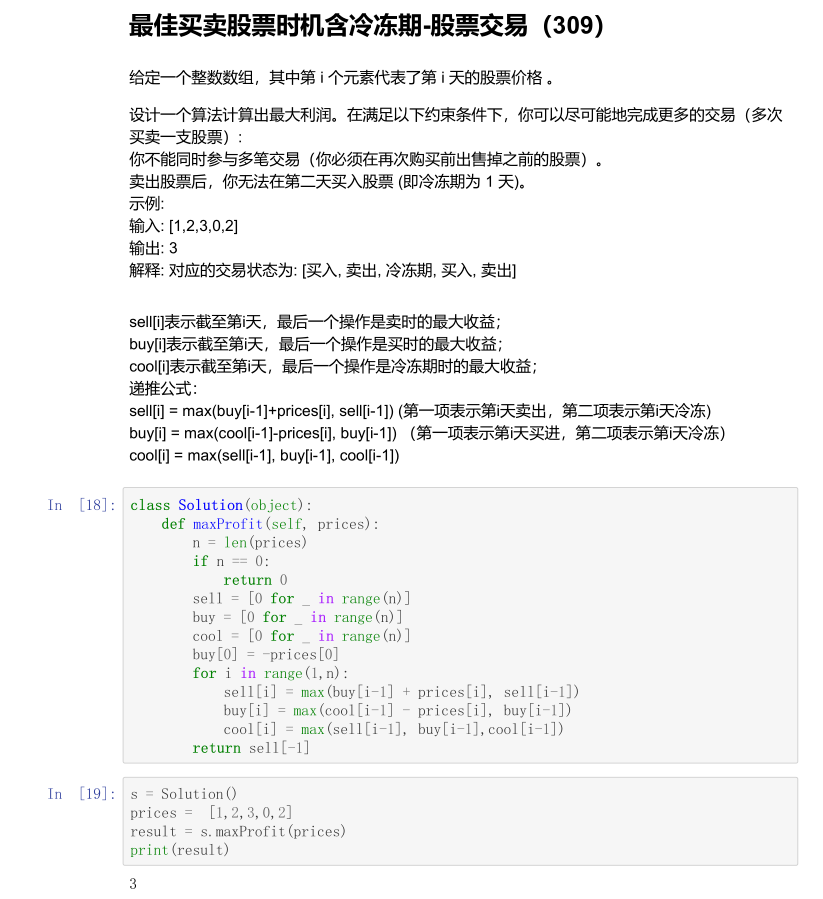 最佳买卖股票时机含冷冻期-股票交易（309）
给定一个整数数组，其中第 i 个元素代表了第 i 天的股票价格 。
设计一个算法计算出最大利润。在满足以下约束条件下，你可以尽可能地完成更多的交易（多次
买卖一支股票）:
你不能同时参与多笔交易（你必须在再次购买前出售掉之前的股票）。
卖出股票后，你无法在第二天买入股票 (即冷冻期为 1 天)。
示例:
输入: [1,2,3,0,2]
输出: 3
解释: 对应的交易状态为: [买入, 卖出, 冷冻期, 买入, 卖出]
sell[i]表示截至第i天，最后一个操作是卖时的最大收益；
buy[i]表示截至第i天，最后一个操作是买时的最大收益；
cool[i]表示截至第i天，最后一个操作是冷冻期时的最大收益；
递推公式：
sell[i] = max(buy[i-1]+prices[i], sell[i-1]) (第一项表示第i天卖出，第二项表示第i天冷冻)
buy[i] = max(cool[i-1]-prices[i], buy[i-1]) （第一项表示第i天买进，第二项表示第i天冷冻）
cool[i] = max(sell[i-1], buy[i-1], cool[i-1])
In [18]: class Solution(object):
    def maxProfit(self, prices):
        n = len(prices)
        if n == 0:
            return 0
        sell = [0 for _ in range(n)]
        buy = [0 for _ in range(n)]
        cool = [0 for _ in range(n)]
        buy[0] = -prices[0]
        for i in range(1,n):
            sell[i] = max(buy[i-1] + prices[i], sell[i-1])
            buy[i] = max(cool[i-1] - prices[i], buy[i-1])
            cool[i] = max(sell[i-1], buy[i-1],cool[i-1])
        return sell[-1]
In [19]: s = Solution()
prices =  [1,2,3,0,2]
result = s.maxProfit(prices)
print(result)
3